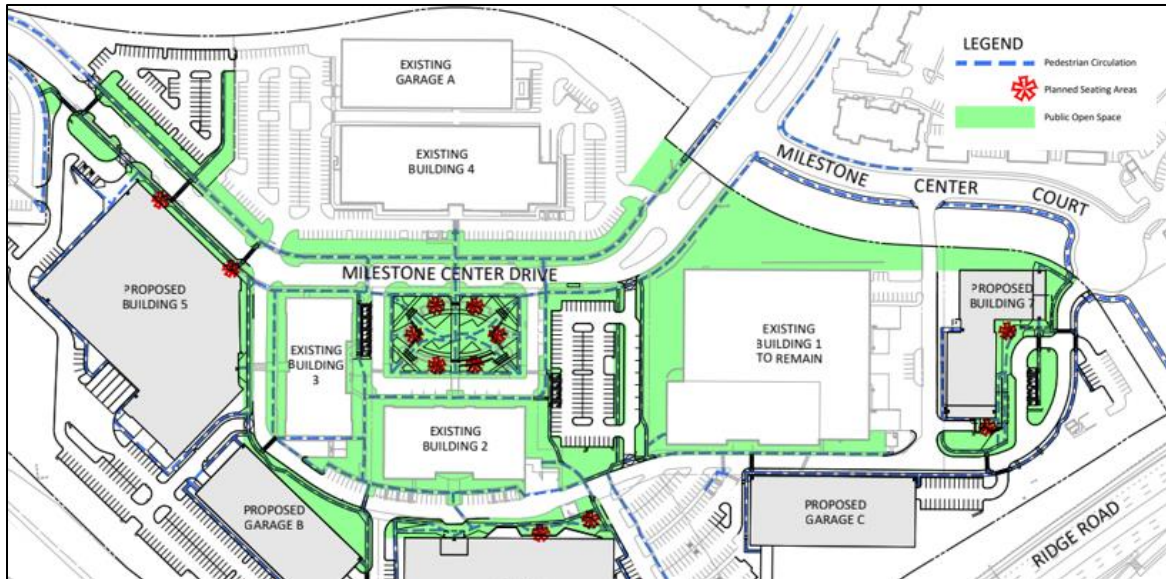 LEGEND
Pedestrian Circulation
Planned Seating Areas
Public Open Space
EXISTING
GARAGE A
EXISTING
BUILDING 4
MILESTONE CENTER COURT
MILESTONE CENTER DRIVE
PROPOSED
BUILDING 5
EXISTING
BUILDING
3
EXISTING
BUILDING 2
EXISTING
BUILDING 1
TO REMAIN
PROPOSED
BUILDING 7
PROPOSED
GARAGE B
PROPOSED
GARAGE C
RIDGE ROAD